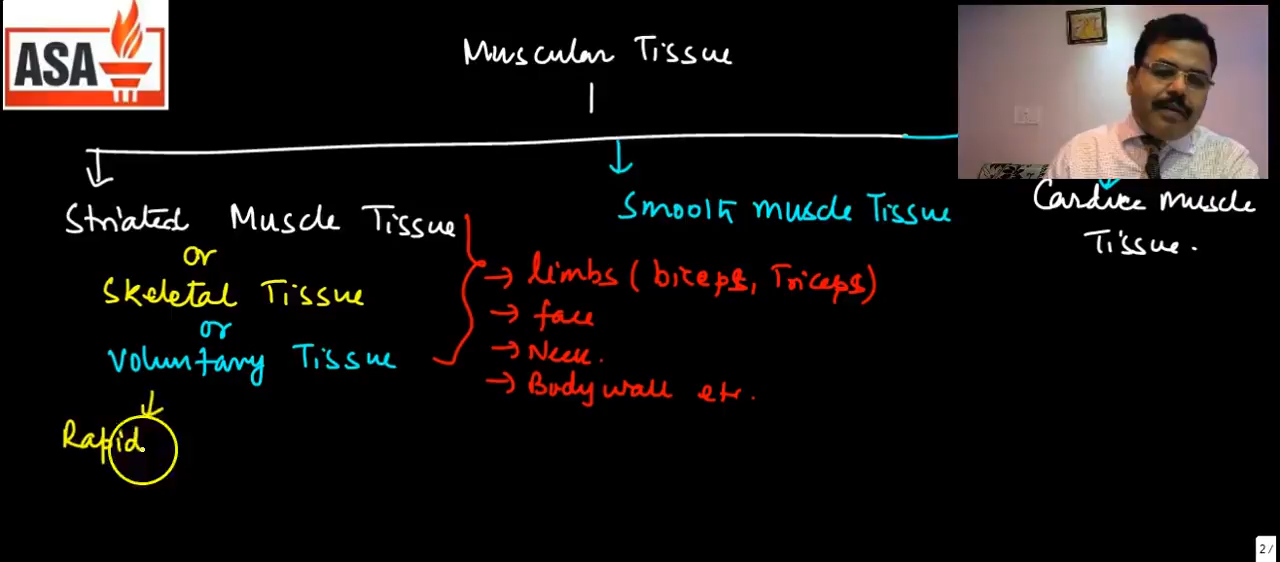 ASA
Muscular Tissue
Striated Muscle Tissue
or
Skeletal Tissue
or
Voluntary Tissue
Rapid
Smooth muscle Tissue
→ limbs (biceps, Triceps)
→ face
→ Neck.
→ Body wall etc.
Cardiac muscle
Tissue.
2/